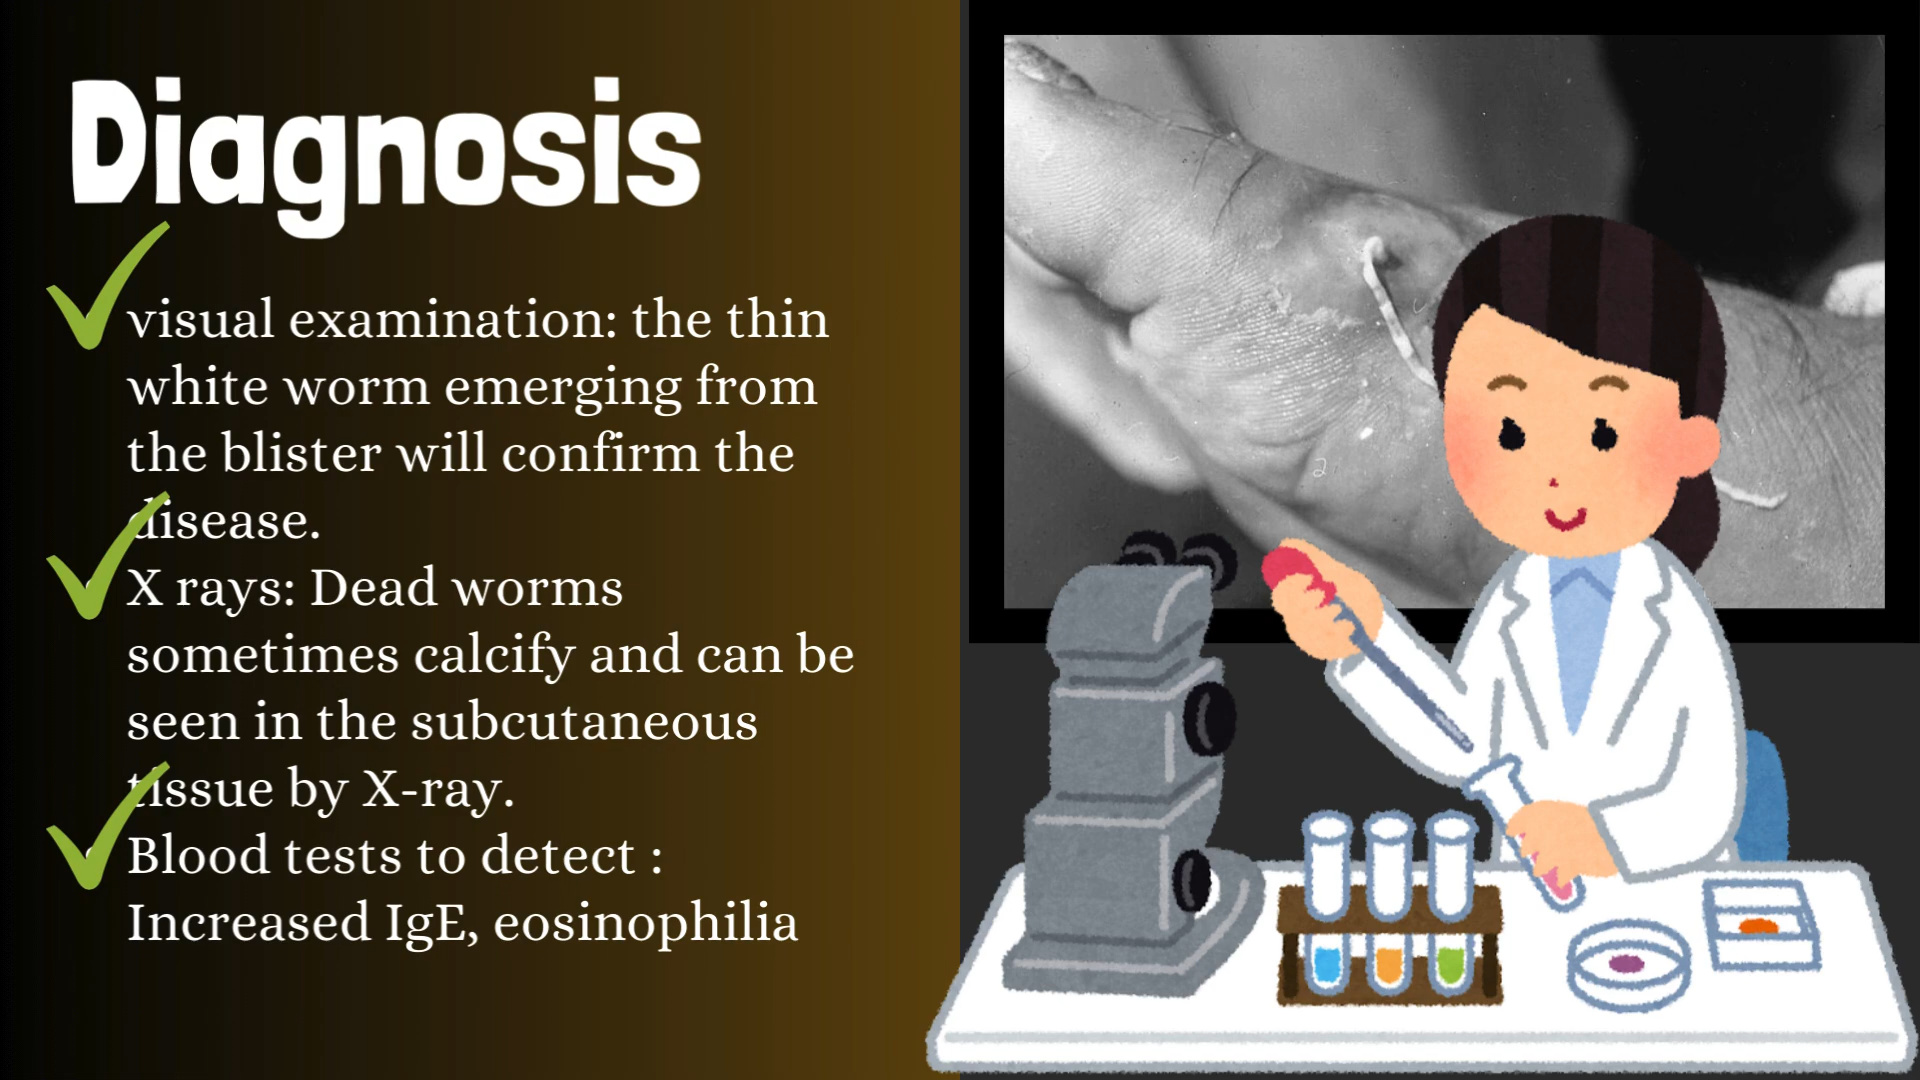 Diagnosis
visual examination: the thin
white worm emerging from
the blister will confirm the
disease.
X rays: Dead worms
sometimes calcify and can be
seen in the subcutaneous
tissue by X-ray.
Blood tests to detect :
Increased IgE, eosinophilia